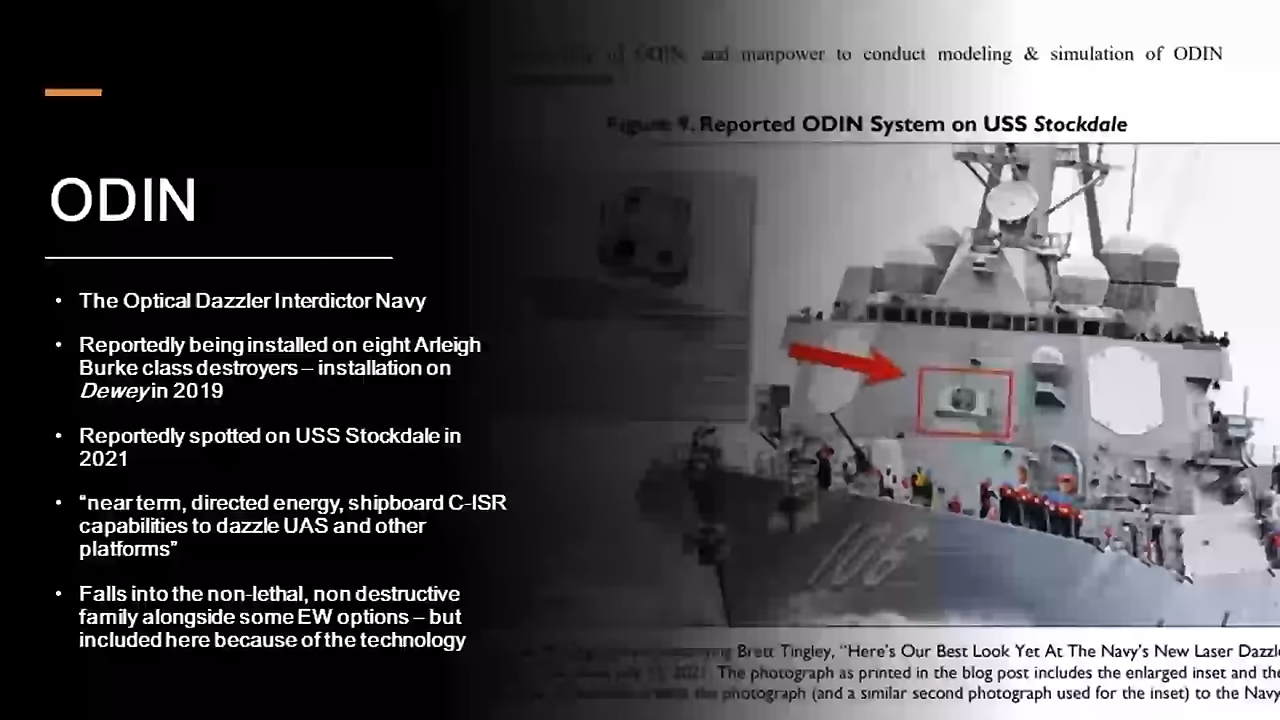 of ODIN, and manpower to conduct modeling & simulation of ODIN
Figure 9. Reported ODIN System on USS Stockdale
ODIN
• The Optical Dazzler Interdictor Navy
• Reportedly being installed on eight Arleigh
Burke class destroyers – installation on
Dewey in 2019
• Reportedly spotted on USS Stockdale in
2021
• “near term, directed energy, shipboard C-ISR
capabilities to dazzle UAS and other
platforms”
• Falls into the non-lethal, non destructive
family alongside some EW options – but
included here because of the technology
106
Brett Tingley, “Here’s Our Best Look Yet At The Navy’s New Laser Dazzl
2021. The photograph as printed in the blog post includes the enlarged inset and the
photograph (and a similar second photograph used for the inset) to the Navy